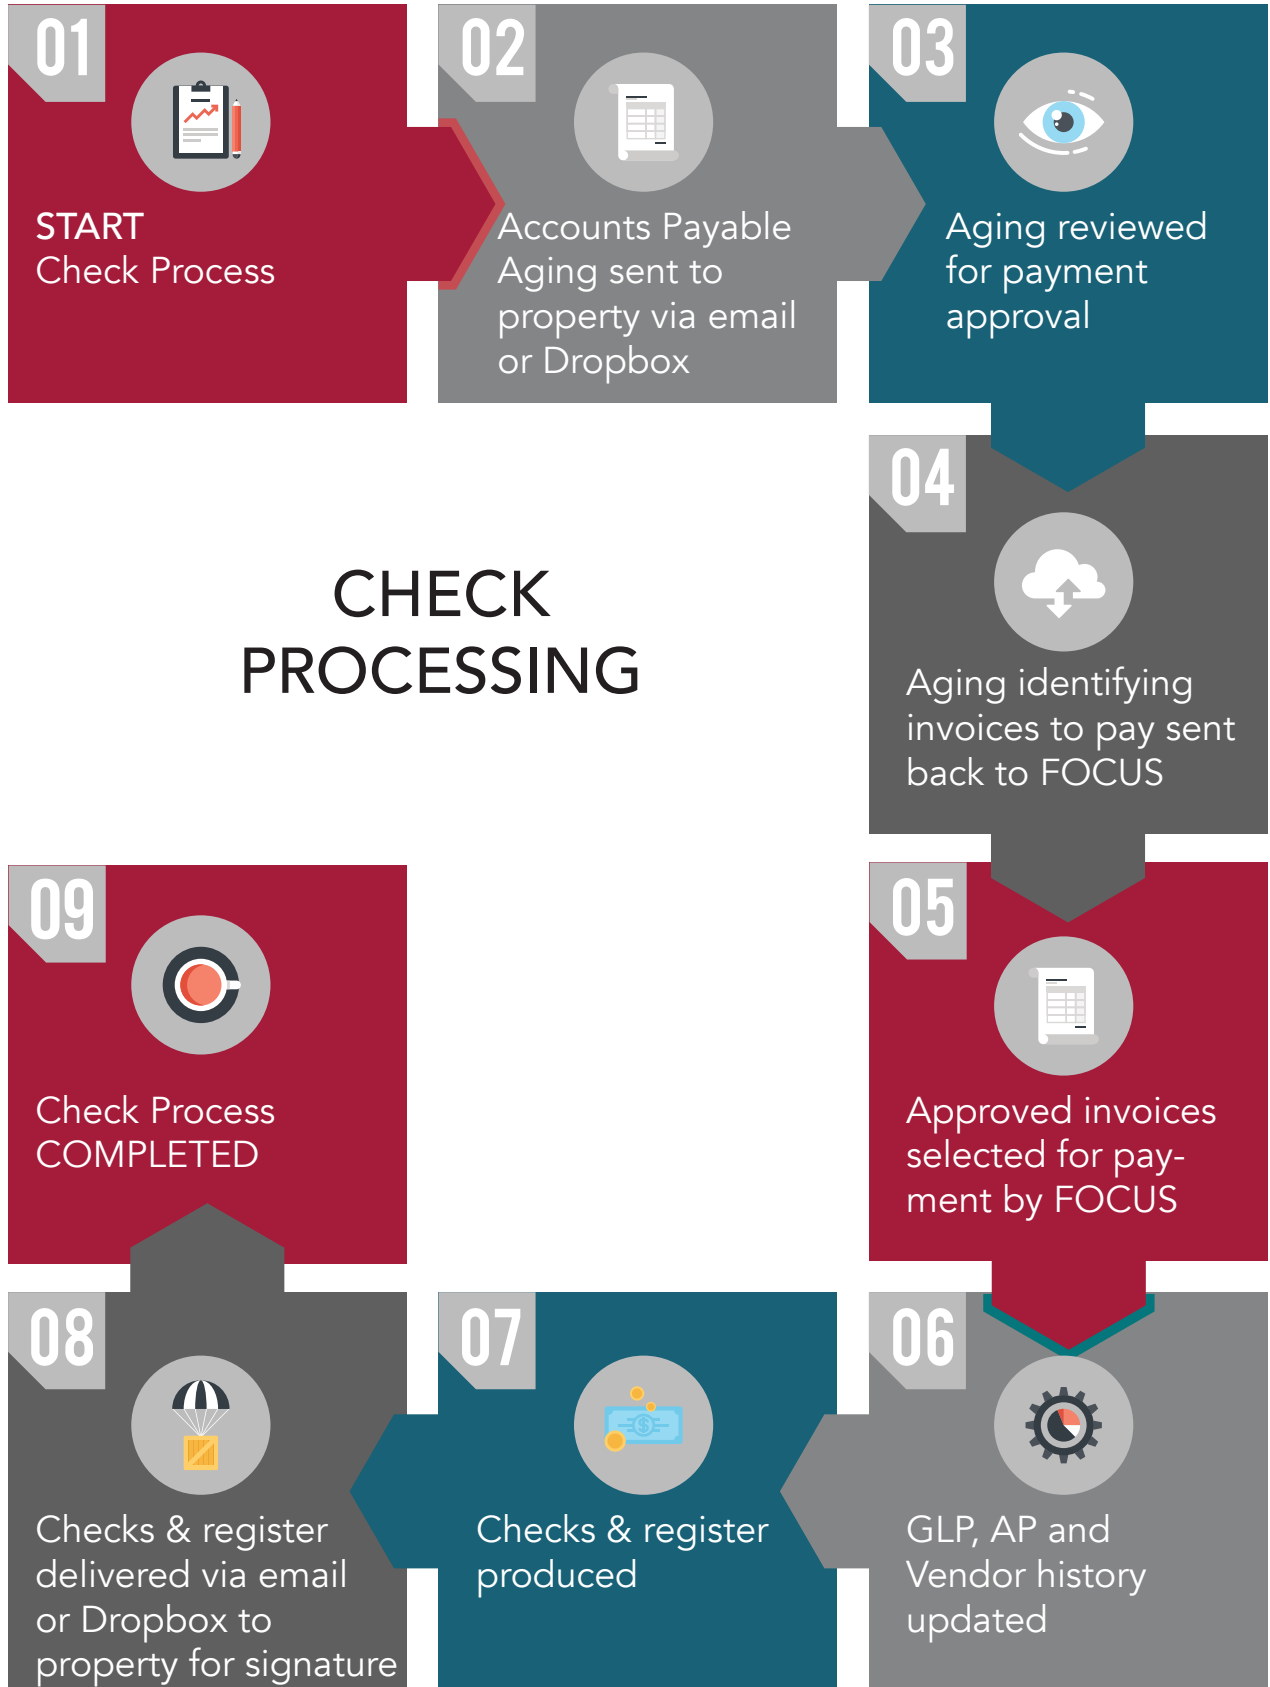 01
START
Check Process
02
Accounts Payable
Aging sent to
property via email
or Dropbox
03
Aging reviewed
for payment
approval
04
Aging identifying
invoices to pay sent
back to FOCUS
CHECK
PROCESSING
05
Approved invoices
selected for pay-
ment by FOCUS
06
GLP, AP and
Vendor history
updated
07
Checks & register
produced
08
Checks & register
delivered via email
or Dropbox to
property for signature
09
Check Process
COMPLETED